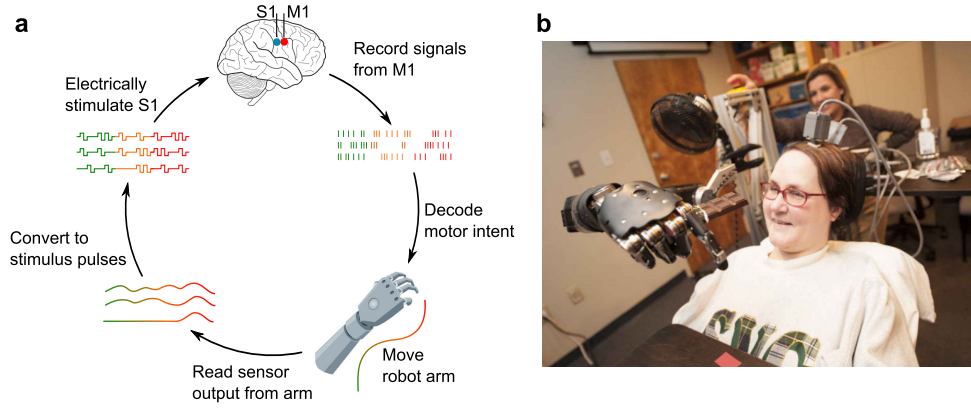 a
S1 M1
Record signals
from M1
Decode
motor intent
Move
robot arm
Read sensor
output from arm
Convert to
stimulus pulses
Electrically
stimulate S1
b